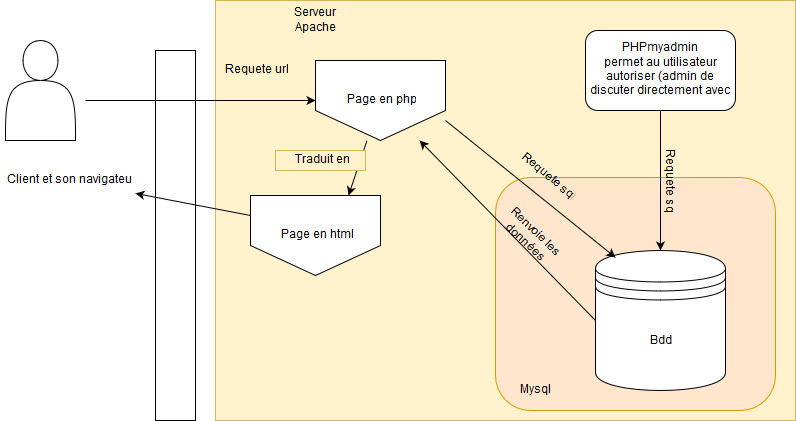 Serveur
Apache
Requete url
Page en php
PHPmyadmin
permet au utilisateur
autoriser (admin de
discuter directement avec
Traduit en
Requete sq
Requete sq
Client et son navigateu
Page en html
Renvoie les
données
Bdd
Mysql